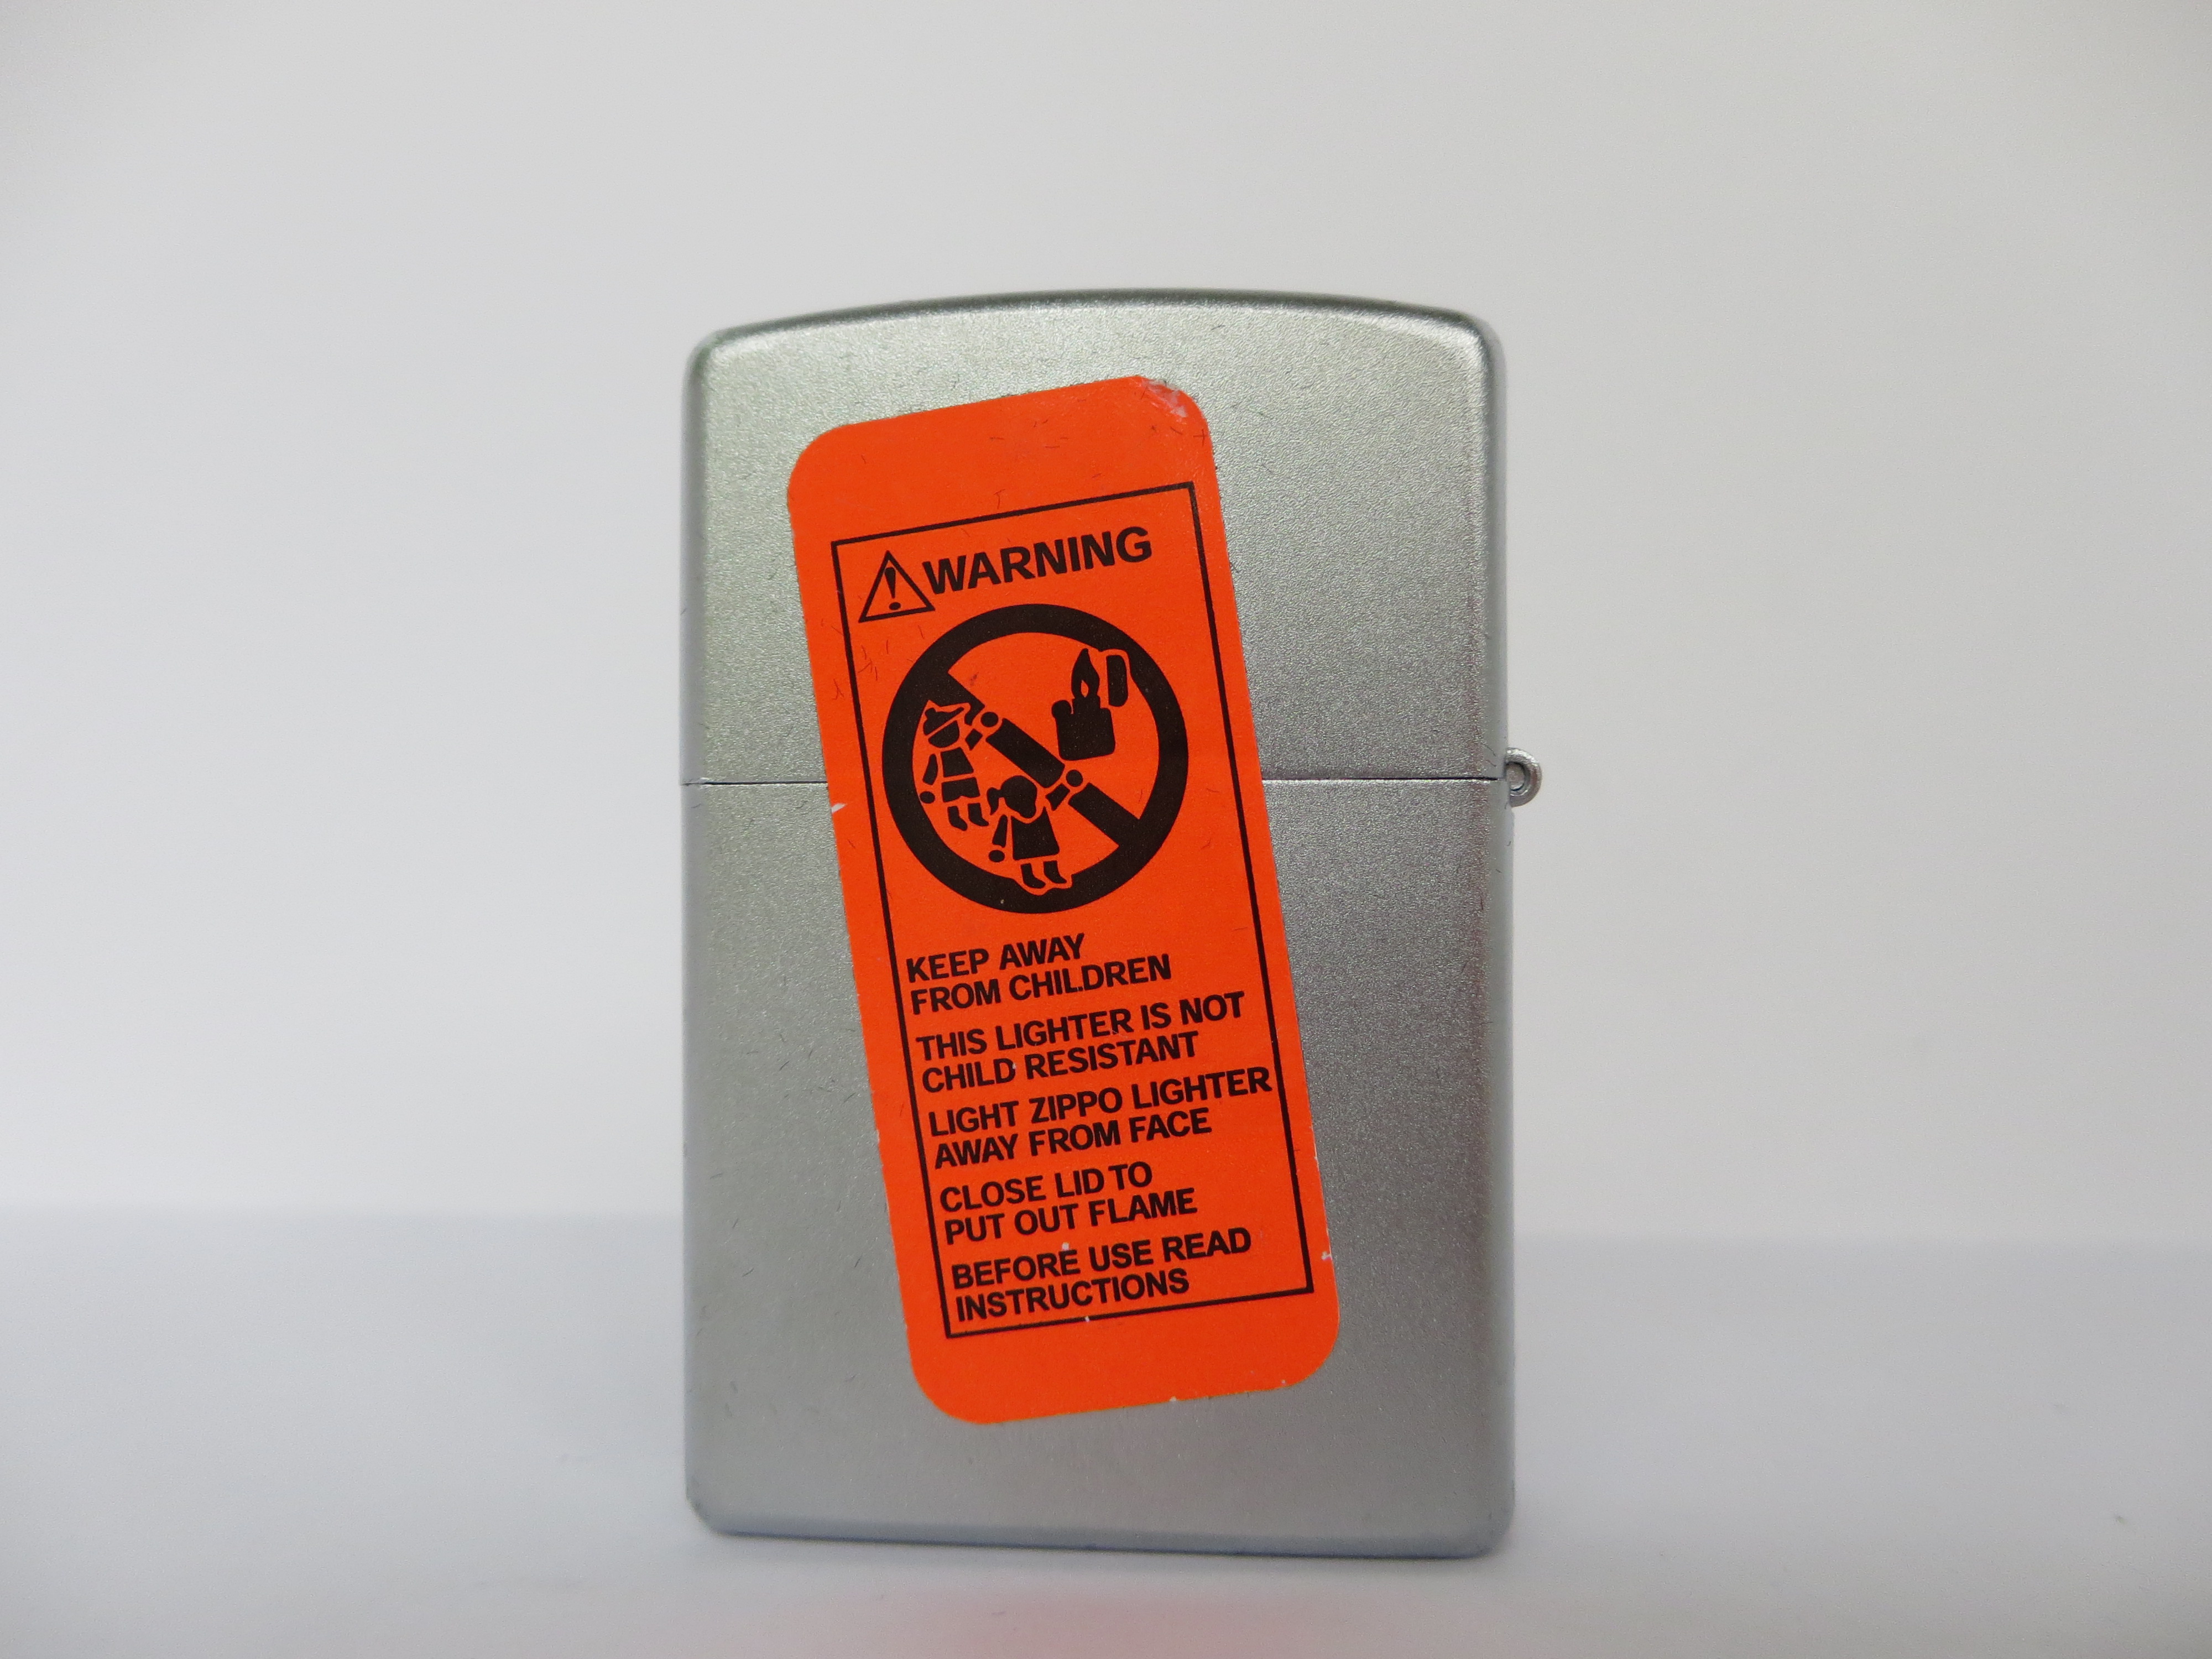 WARNING
KEEP AWAY
FROM CHILDREN
THIS LIGHTER IS NOT
CHILD RESISTANT
LIGHT ZIPPO LIGHTER
AWAY FROM FACE
CLOSE LID TO
PUT OUT FLAME
BEFORE USE READ
INSTRUCTIONS